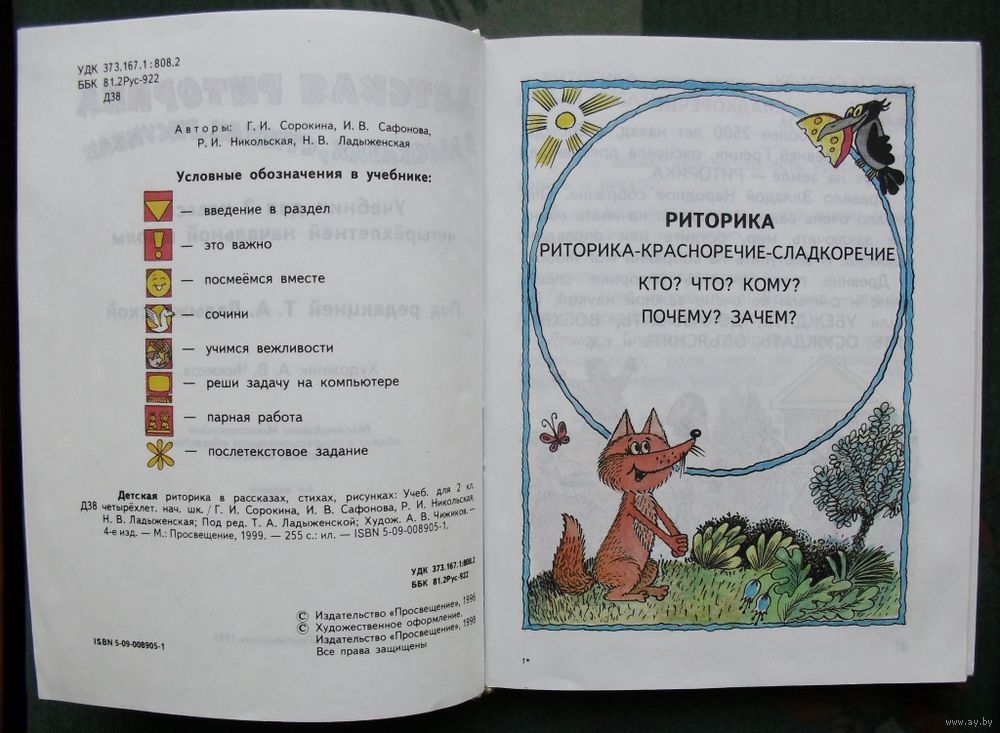 УДК 373.167.1:808.2
ББК 81.2Рус-922
Д38
Авторы: Г. И. Сорокина, И. В. Сафонова,
Р. И. Никольская, Н. В. Ладыженская
Условные обозначения в учебнике:
— введение в раздел
— это важно
— посмеёмся вместе
— сочини
— учимся вежливости
— реши задачу на компьютере
— парная работа
— послетекстовое задание
Детская риторика в рассказах, стихах, рисунках: Учеб. для 2 кл.
Д38 четырёхлет. нач. шк. / Г. И. Сорокина, И. В. Сафонова, Р. И. Никольская,
Н. В. Ладыженская; Под ред. Т. А. Ладыженской; Худож. А. В. Чижиков.—
4-е изд. — М.: Просвещение, 1999. — 255 с.: ил. — ISBN 5-09-008905-1.
УДК 373.167.1:808.2
ББК 81.2Рус-922
ISBN 5-09-008905-1
© Издательство «Просвещение», 1996
© Художественное оформление.
Издательство «Просвещение», 1998
Все права защищены
РИТОРИКА
РИТОРИКА-КРАСНОРЕЧИЕ-СЛАДКОРЕЧИЕ
КТО? ЧТО? КОМУ?
ПОЧЕМУ? ЗАЧЕМ?
1*
www.ay.by